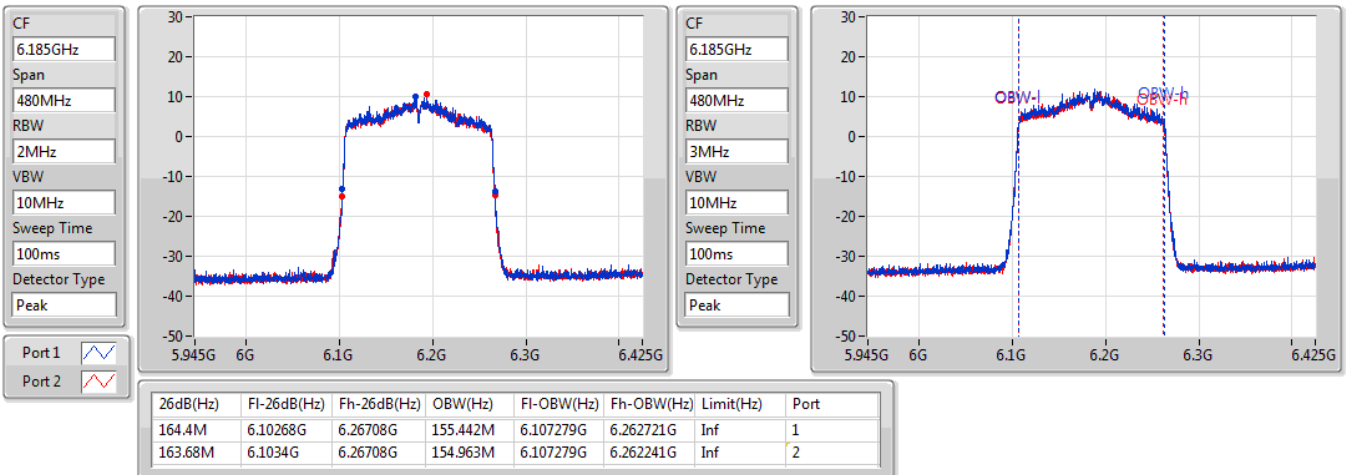 CF
6.185GHz
Span
480MHz
RBW
2MHz
VBW
10MHz
Sweep Time
100ms
Detector Type
Peak
Port 1
Port 2
30
20
10
0
-10
-20
-30
-40
-50
5.945G 6G 6.1G 6.2G 6.3G 6.425G
CF
6.185GHz
Span
480MHz
RBW
3MHz
VBW
10MHz
Sweep Time
100ms
Detector Type
Peak
30
20
10
0
-10
-20
-30
-40
-50
OBW-l
OBW-h
OBW-h
5.945G 6G 6.1G 6.2G 6.3G 6.425G
26dB(Hz) Fl-26dB(Hz) Fh-26dB(Hz) OBW(Hz) Fl-OBW(Hz) Fh-OBW(Hz) Limit(Hz) Port
164.4M 6.10268G 6.26708G 155.442M 6.107279G 6.262721G Inf 1
163.68M 6.1034G 6.26708G 154.963M 6.107279G 6.262241G Inf 2